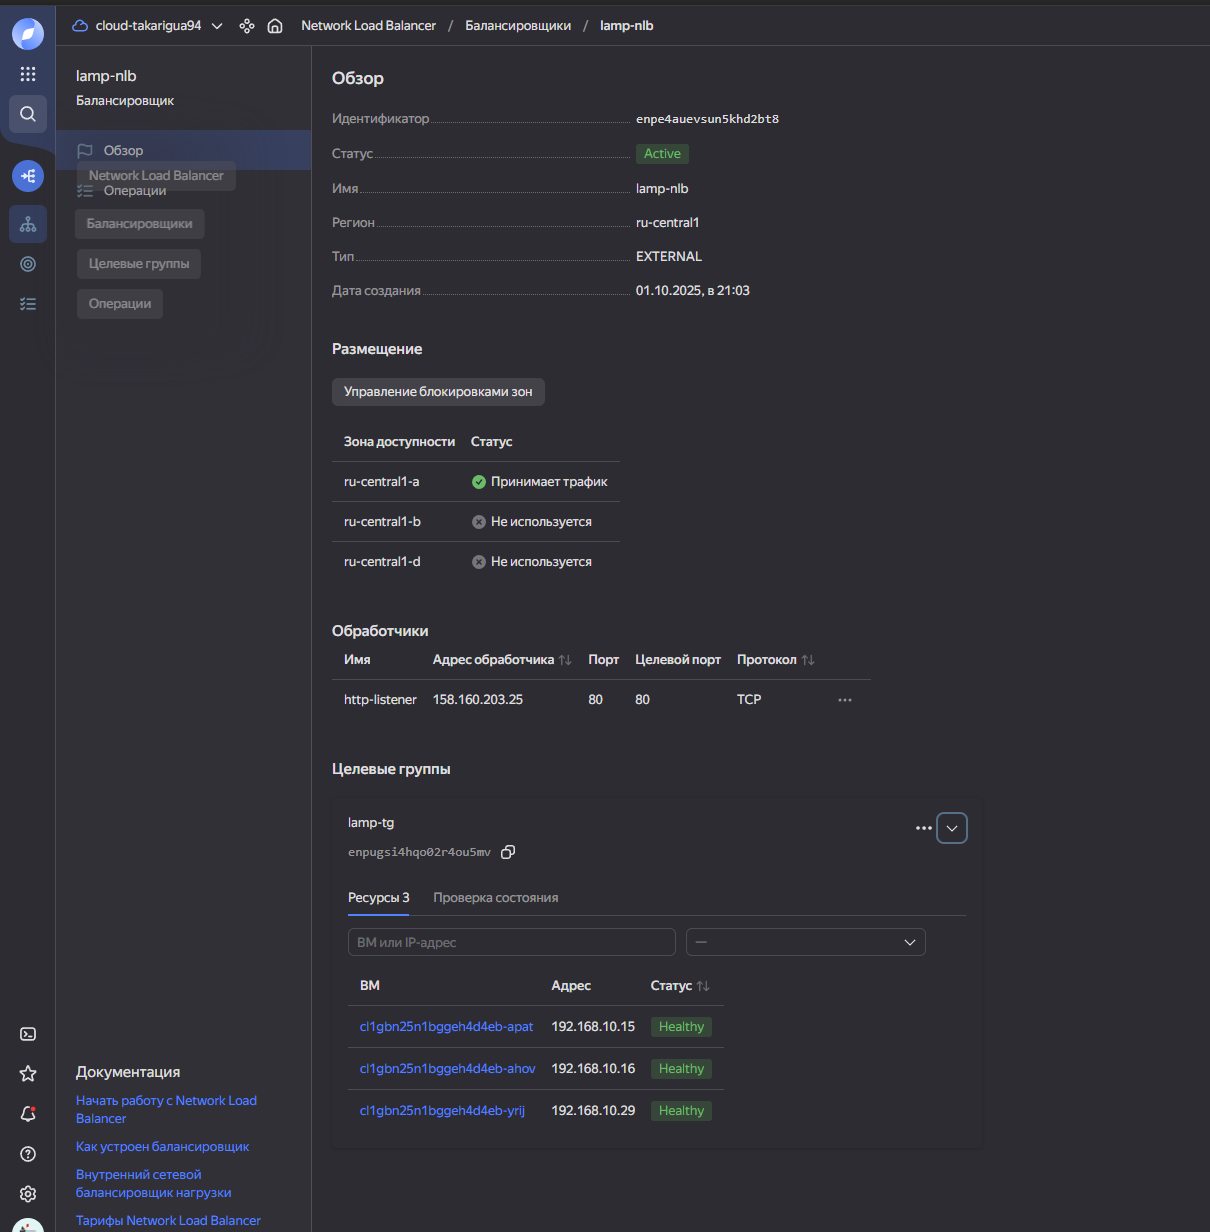 cloud-takarigua94
Network Load Balancer / Балансировщики / lamp-nlb
lamp-nlb
Балансировщик
Обзор
Network Load Balancer
Операции
Балансировщики
Целевые группы
Операции
Документация
Начать работу с Network Load
Balancer
Как устроен балансировщик
Внутренний сетевой
балансировщик нагрузки
Тарифы Network Load Balancer
Обзор
Идентификатор enpe4auevsun5khd2bt8
Статус Active
Имя lamp-nlb
Регион ru-central1
Тип EXTERNAL
Дата создания 01.10.2025, в 21:03
Размещение
Управление блокировками зон
Зона доступности Статус
ru-central1-a Принимает трафик
ru-central1-b Не используется
ru-central1-d Не используется
Обработчики
Имя Адрес обработчика Порт Целевой порт Протокол
http-listener 158.160.203.25 80 80 TCP
Целевые группы
lamp-tg
enpugsi4hqo02r4ou5mv
Ресурсы 3 Проверка состояния
ВМ или IP-адрес —
ВМ Адрес Статус
cl1gbn25n1bggeh4d4eb-apat 192.168.10.15 Healthy
cl1gbn25n1bggeh4d4eb-ahov 192.168.10.16 Healthy
cl1gbn25n1bggeh4d4eb-yrij 192.168.10.29 Healthy